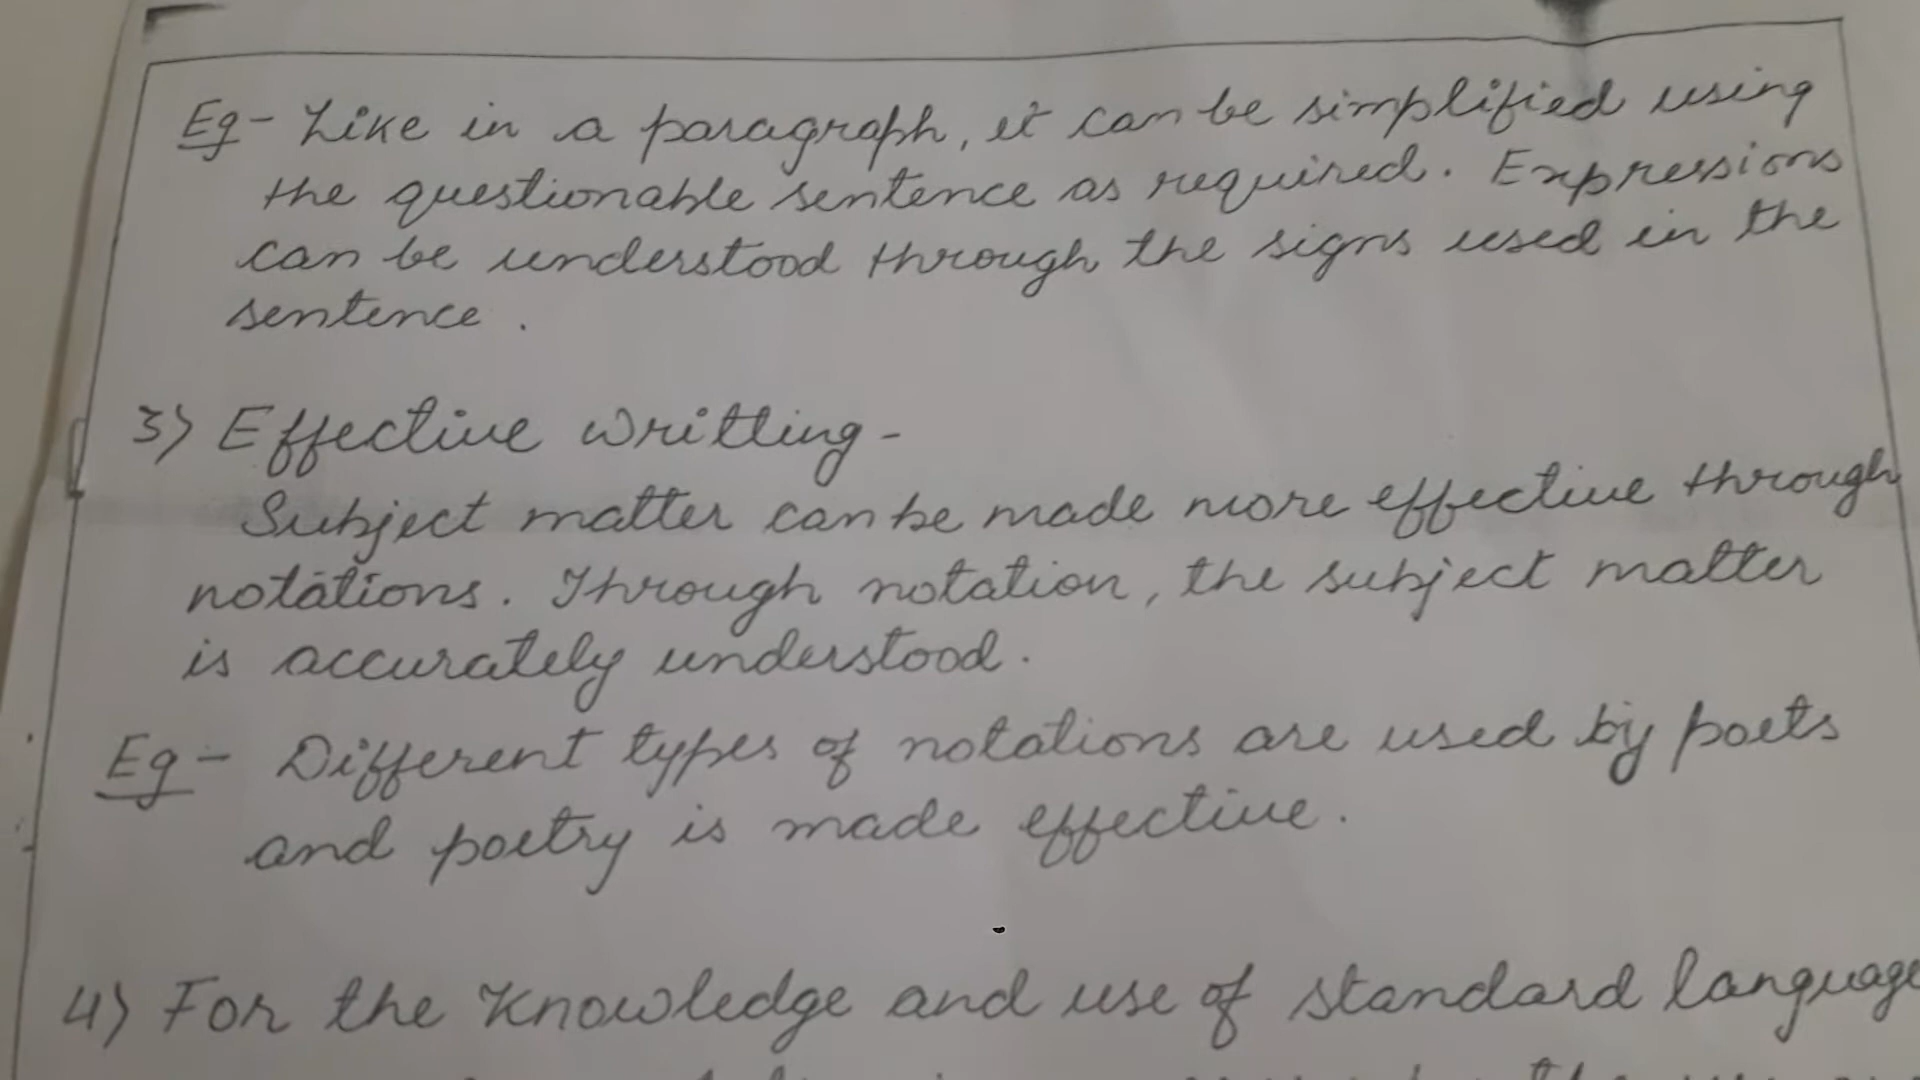 Eg- Like in a paragraph, it can be simplified using
the questionable sentence as required. Expressions
can be understood through the signs used in the
sentence.
3) Effective writting-
Subject matter can be made more effective through
notations. Through notation, the subject matter
is accurately understood.
Eg- Different types of notations are used by poets
and poetry is made effective.
4) For the Knowledge and use of standard language